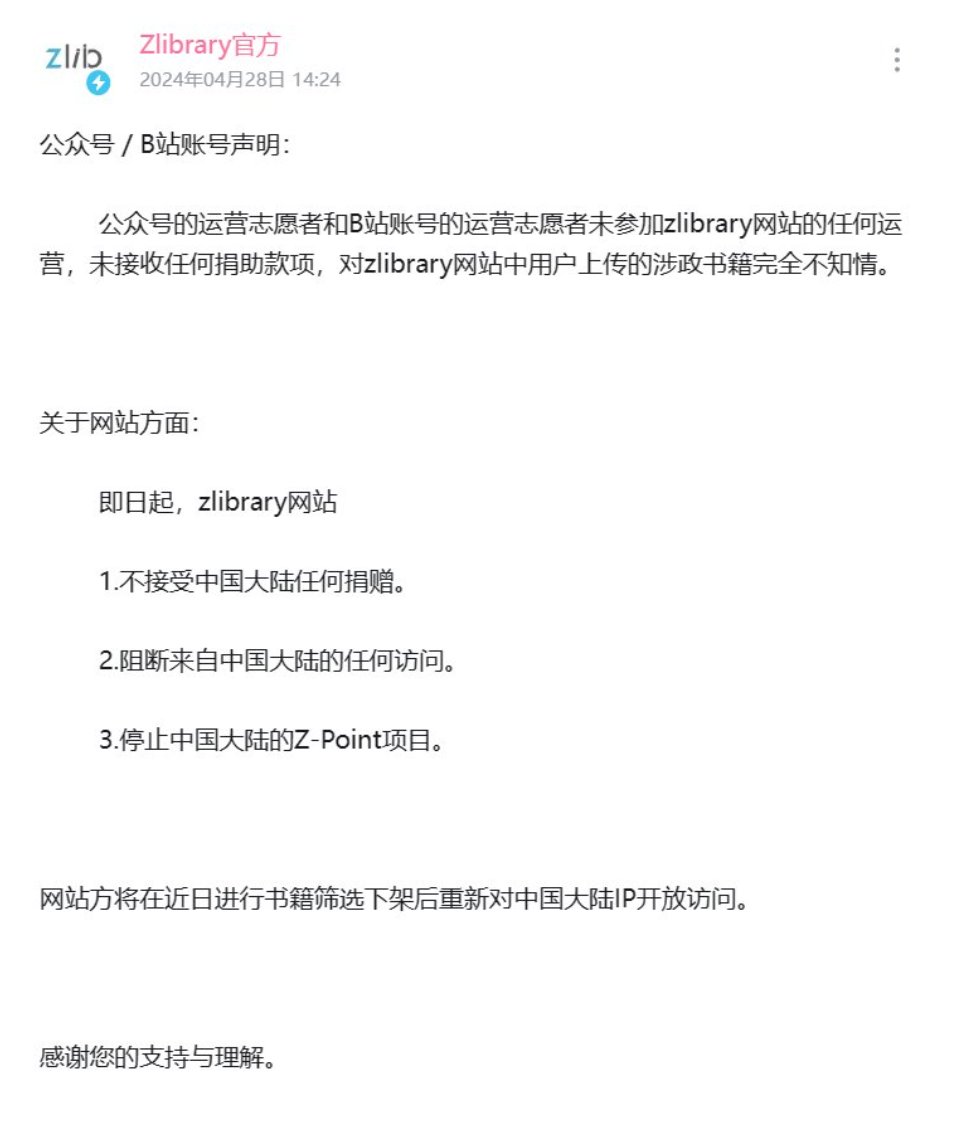 zlib
Zlibrary官方
2024年04月28日 14:24
公众号 / B站账号声明：
公众号的运营志愿者和B站账号的运营志愿者未参加zlibrary网站的任何运
营，未接收任何捐助款项，对zlibrary网站中用户上传的涉政书籍完全不知情。
关于网站方面：
即日起，zlibrary网站
1.不接受中国大陆任何捐赠。
2.阻断来自中国大陆的任何访问。
3.停止中国大陆的Z-Point项目。
网站方将在近日进行书籍筛选下架后重新对中国大陆IP开放访问。
感谢您的支持与理解。